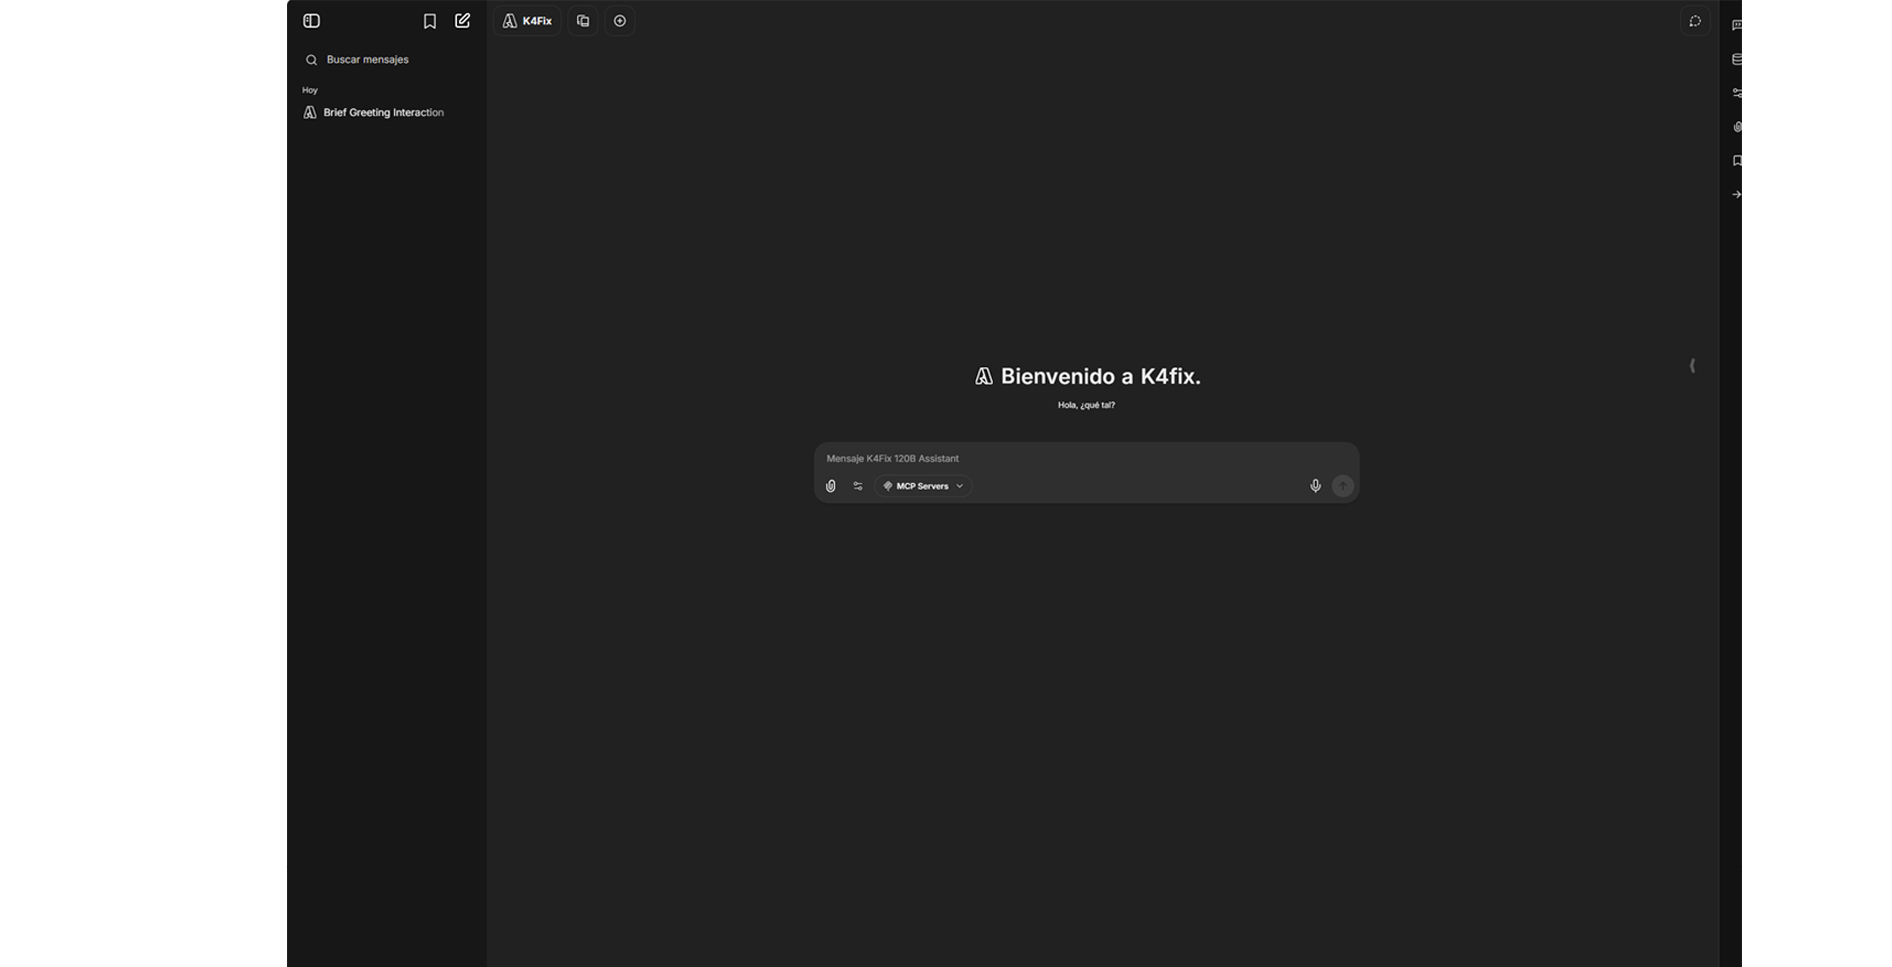 K4Fix
Buscar mensajes
Hoy
Brief Greeting Interaction
Bienvenido a K4fix.
Hola, ¿qué tal?
Mensaje K4Fix 120B Assistant
MCP Servers